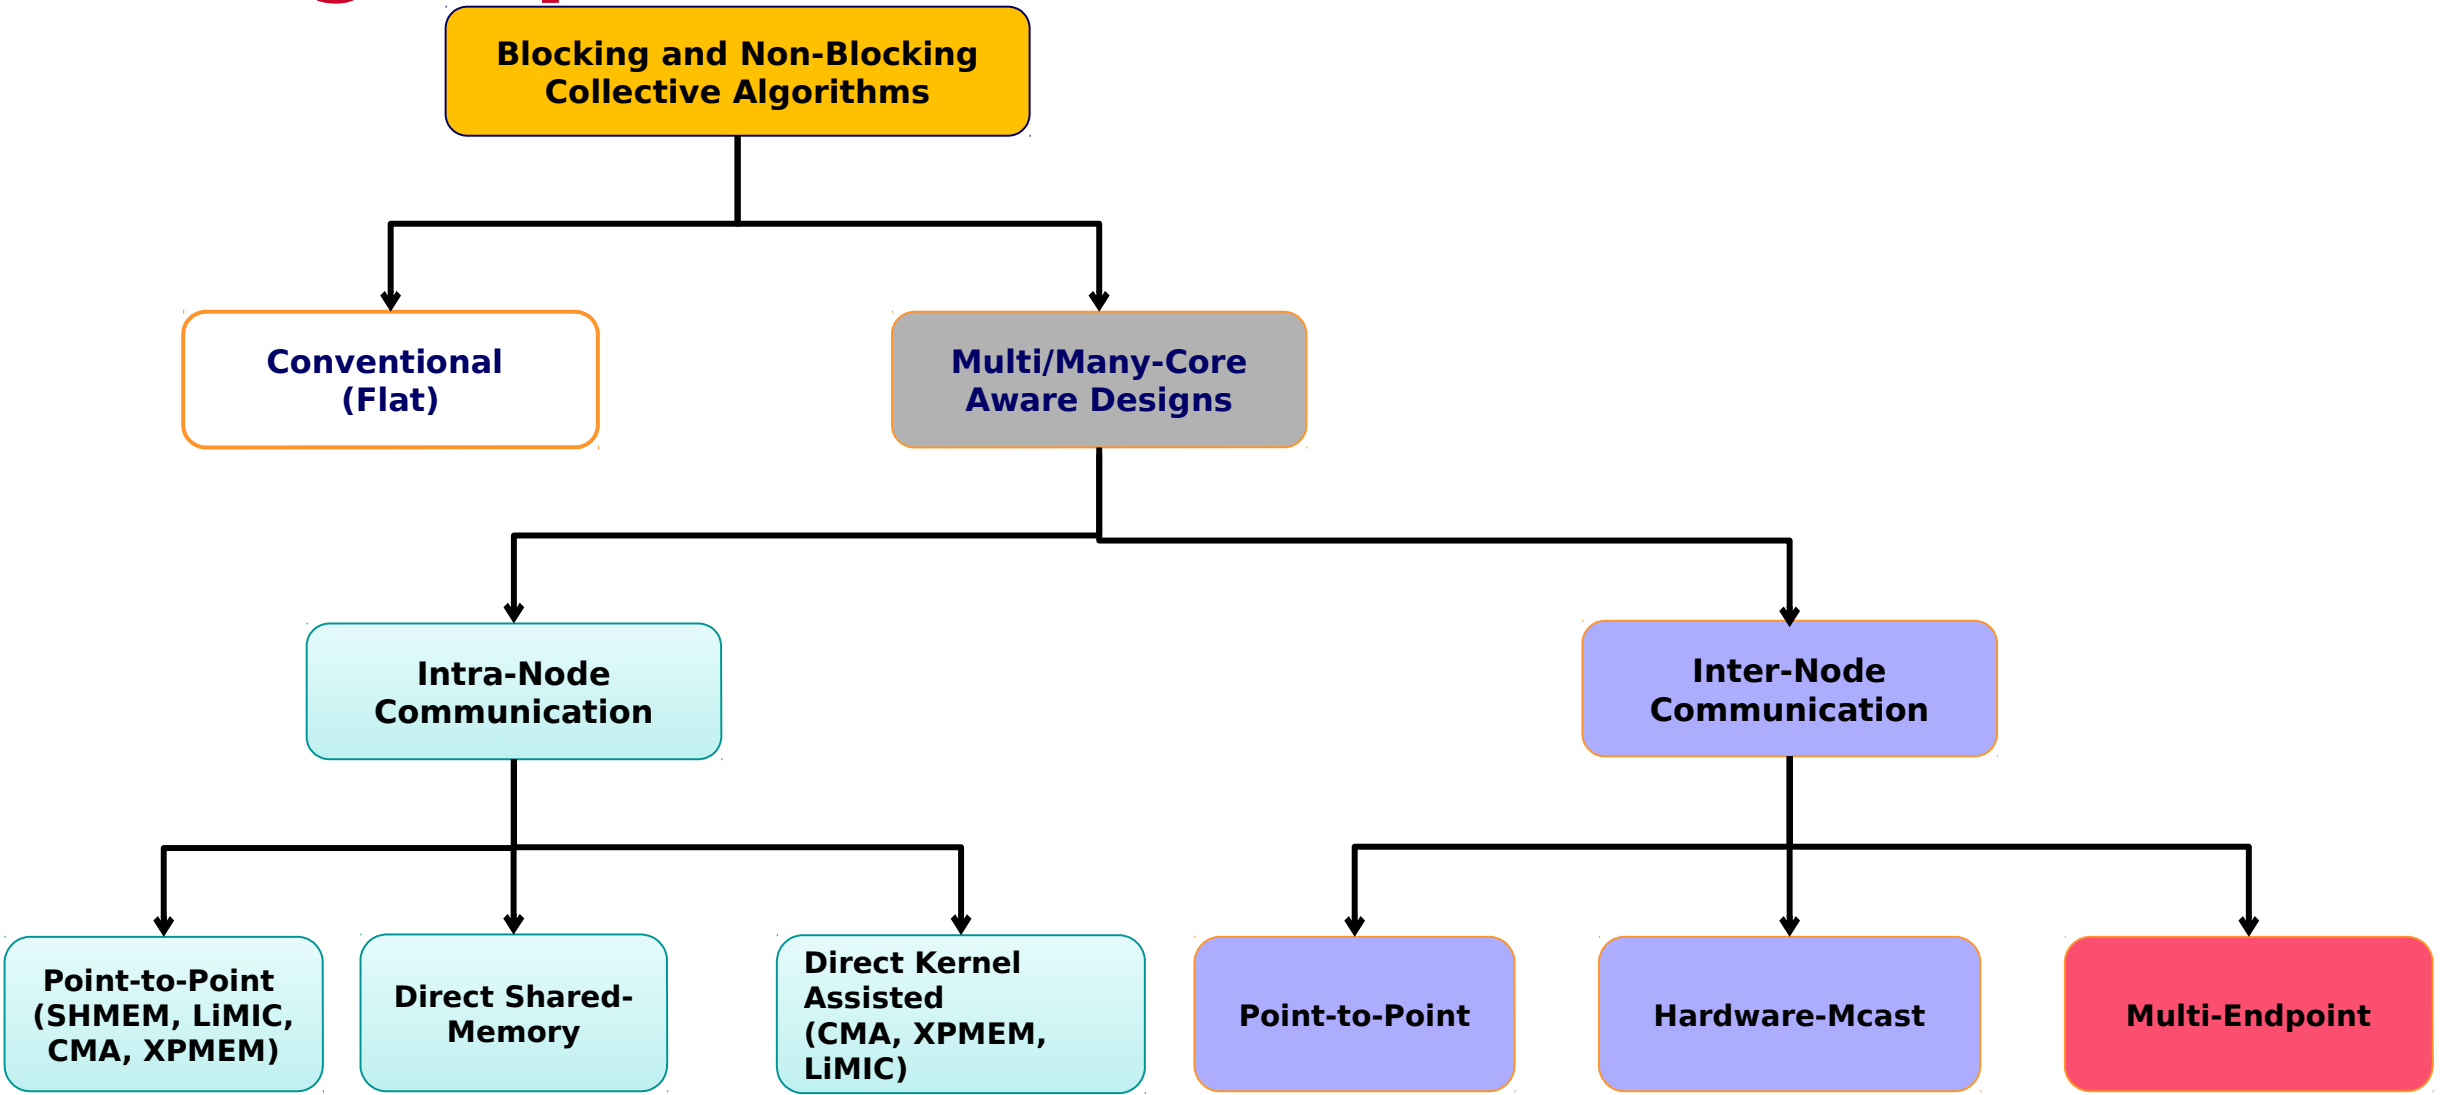 Blocking and Non-Blocking
Collective Algorithms
Conventional
(Flat)
Multi/Many-Core
Aware Designs
Intra-Node
Communication
Inter-Node
Communication
Point-to-Point
(SHMEM, LiMIC,
CMA, XPMEM)
Direct Shared-
Memory
Direct Kernel
Assisted
(CMA, XPMEM,
LiMIC)
Point-to-Point
Hardware-Mcast
Multi-Endpoint